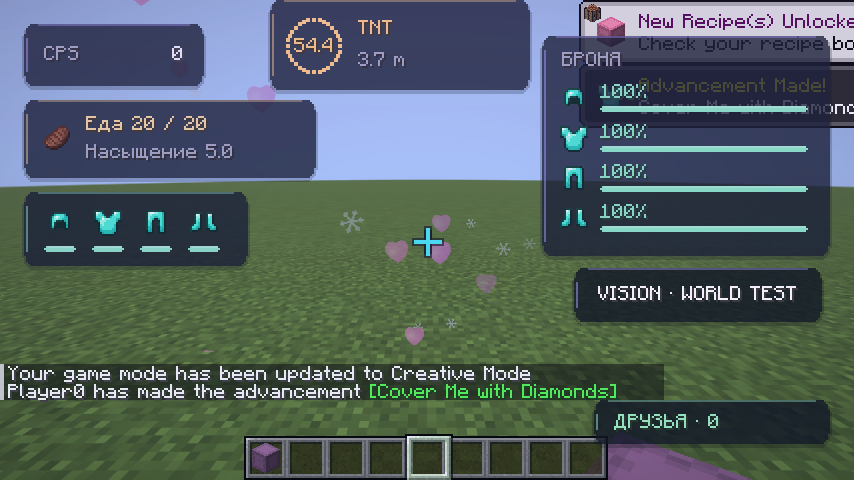 CPS 0
54.4
TNT
3.7 m
New Recipe(s) Unlocke
Check your recipe bo
БРОНЯ
Advancement Made!
Cover Me with Diamond
100%
100%
100%
100%
Еда 20 / 20
Насыщение 5.0
VISION · WORLD TEST
Your game mode has been updated to Creative Mode
Player0 has made the advancement [Cover Me with Diamonds]
ДРУЗЬЯ · 0